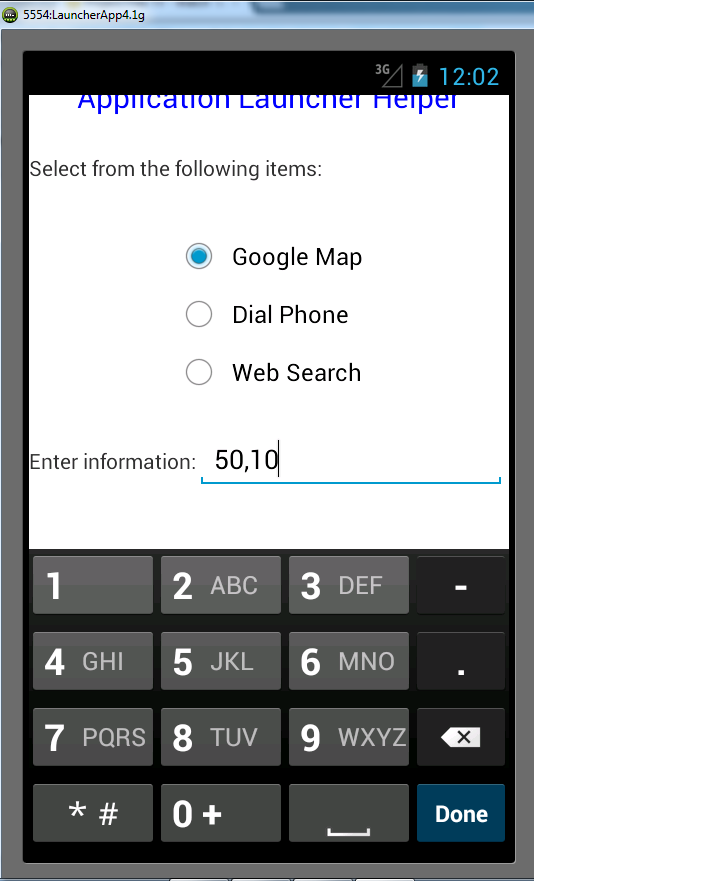 5554:LauncherApp4.1g
3G 12:02
Application Launcher Helper
Select from the following items:
Google Map
Dial Phone
Web Search
Enter information: 50,10
1 2 ABC 3 DEF -
4 GHI 5 JKL 6 MNO .
7 PQRS 8 TUV 9 WXYZ
* # 0 + Done